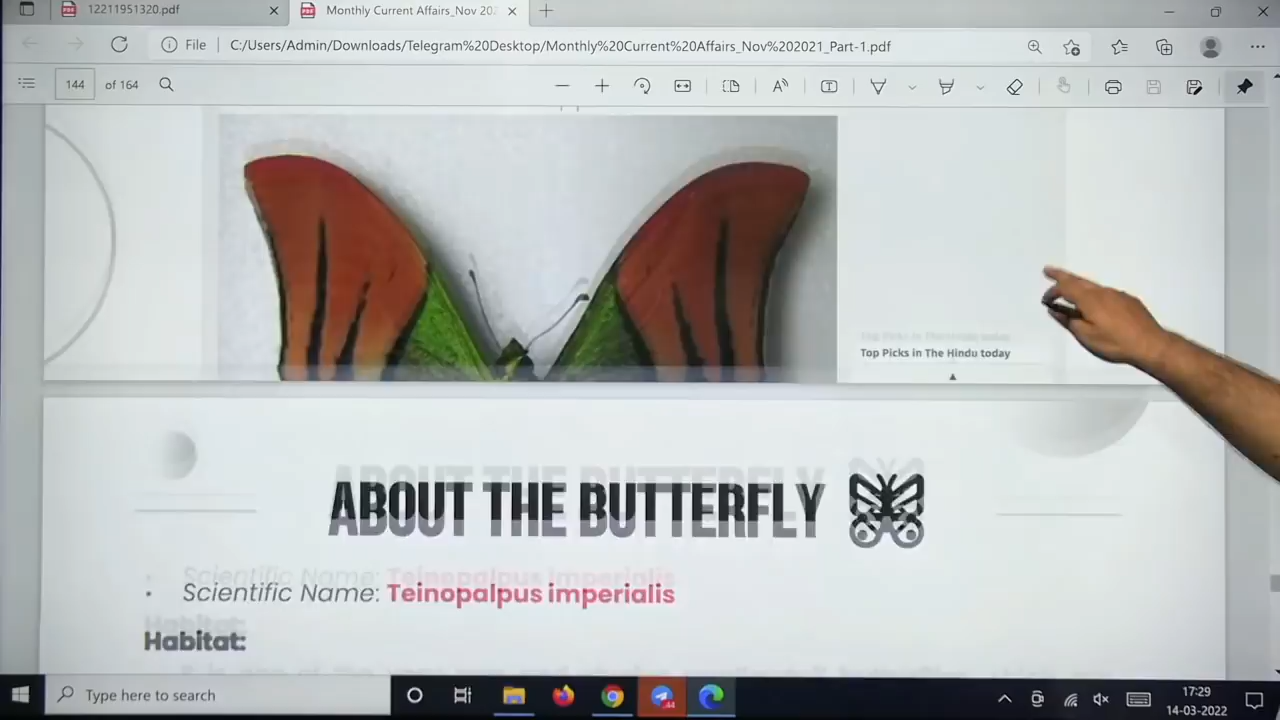 12211951320.pdf
Monthly Current Affairs_Nov 202
File
C:/Users/Admin/Downloads/Telegram%20Desktop/Monthly%20Current%20Affairs_Nov%202021_Part-1.pdf
144 of 164
Top Picks in The Hindu today
ABOUT THE BUTTERFLY
• Scientific Name: Teinopalpus imperialis
Habitat:
Type here to search
44
17:29
14-03-2022